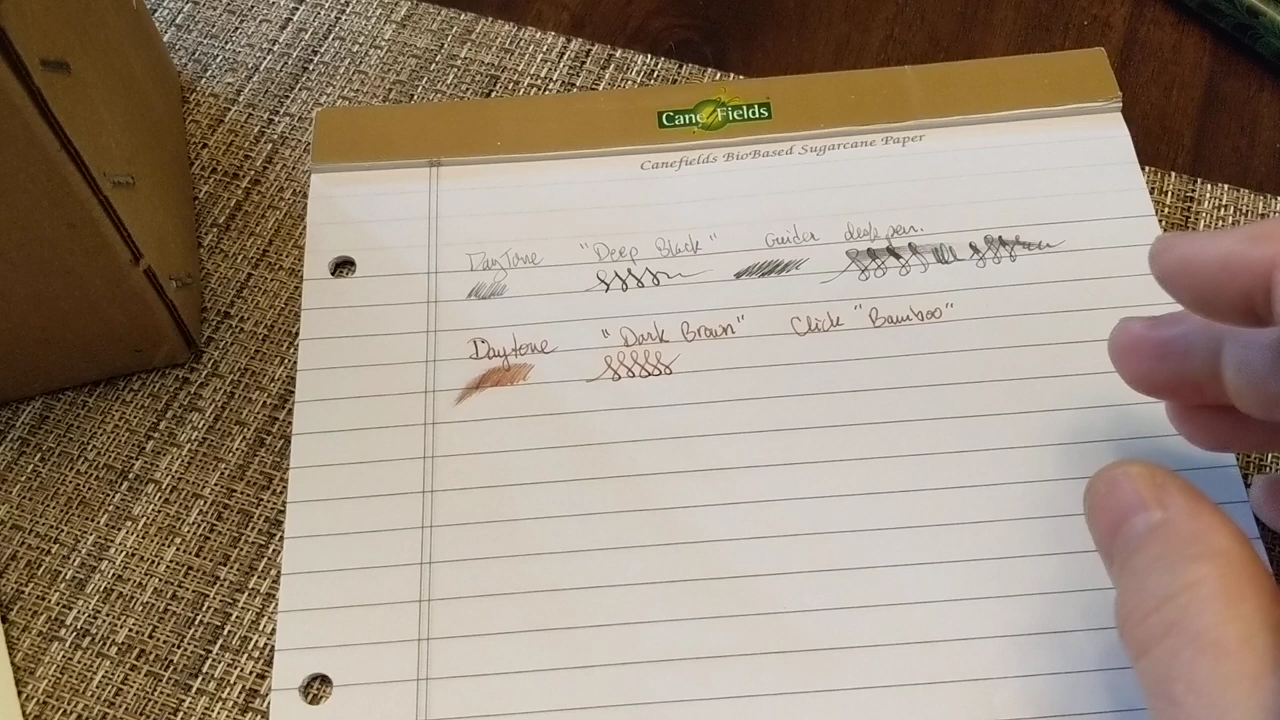 Cane Fields
Canefields BioBased Sugarcane Paper
DayTone "Deep Black" Guider desk pen.
Daytone "Dark Brown" Click "Bamboo"